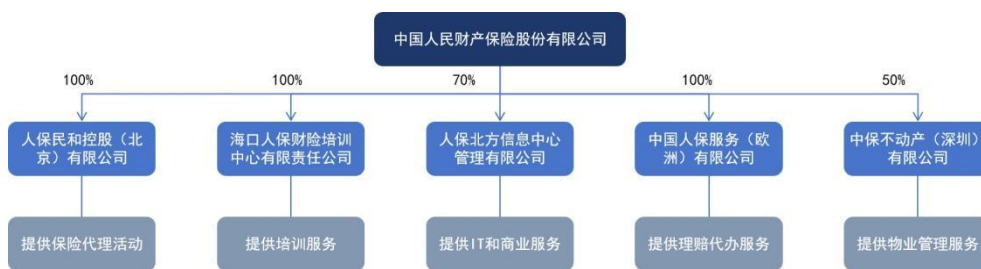 中国人民财产保险股份有限公司
100%
100%
70%
100%
50%
人保民和控股（北
京）有限公司
海口人保财险培训
中心有限责任公司
人保北方信息中心
管理有限公司
中国人保服务（欧
洲）有限公司
中保不动产（深圳）
有限公司
提供保险代理活动
提供培训服务
提供IT和商业服务
提供理赔代办服务
提供物业管理服务